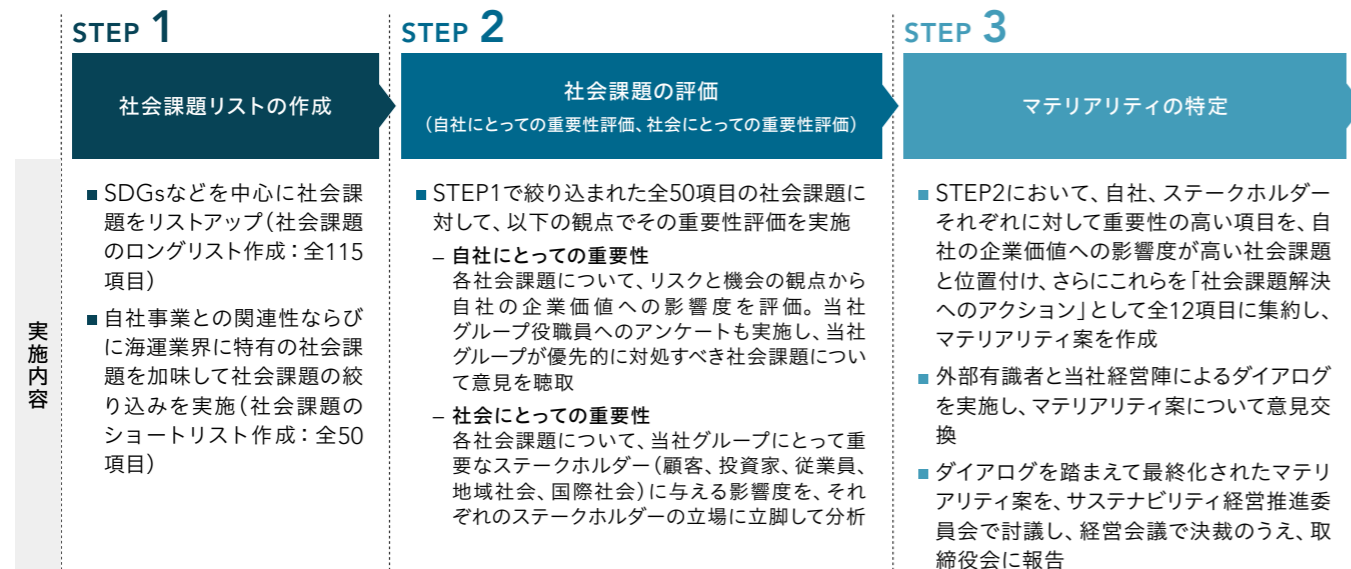 STEP 1
社会課題リストの作成
STEP 2
社会課題の評価
（自社にとっての重要性評価、社会にとっての重要性評価）
STEP 3
マテリアリティの特定
実施内容
■ SDGsなどを中心に社会課
題をリストアップ（社会課題
のロングリスト作成：全115
項目）
■ 自社事業との関連性ならび
に海運業界に特有の社会課
題を加味して社会課題の絞
り込みを実施（社会課題の
ショートリスト作成：全50
項目）
■ STEP1で絞り込まれた全50項目の社会課題に
対して、以下の観点でその重要性評価を実施
– 自社にとっての重要性
各社会課題について、リスクと機会の観点から
自社の企業価値への影響度を評価。当社
グループ役職員へのアンケートも実施し、当社
グループが優先的に対処すべき社会課題につい
て意見を聴取
– 社会にとっての重要性
各社会課題について、当社グループにとって重
要なステークホルダー（顧客、投資家、従業員、
地域社会、国際社会）に与える影響度を、それ
ぞれのステークホルダーの立場に立脚して分析
■ STEP2において、自社、ステークホルダー
それぞれに対して重要性の高い項目を、自
社の企業価値への影響度が高い社会課題
と位置付け、さらにこれらを「社会課題解決
へのアクション」として全12項目に集約し、
マテリアリティ案を作成
■ 外部有識者と当社経営陣によるダイアログ
を実施し、マテリアリティ案について意見交
換
■ ダイアログを踏まえて最終化されたマテリ
アリティ案を、サステナビリティ経営推進委
員会で討議し、経営会議で決裁のうえ、取
締役会に報告